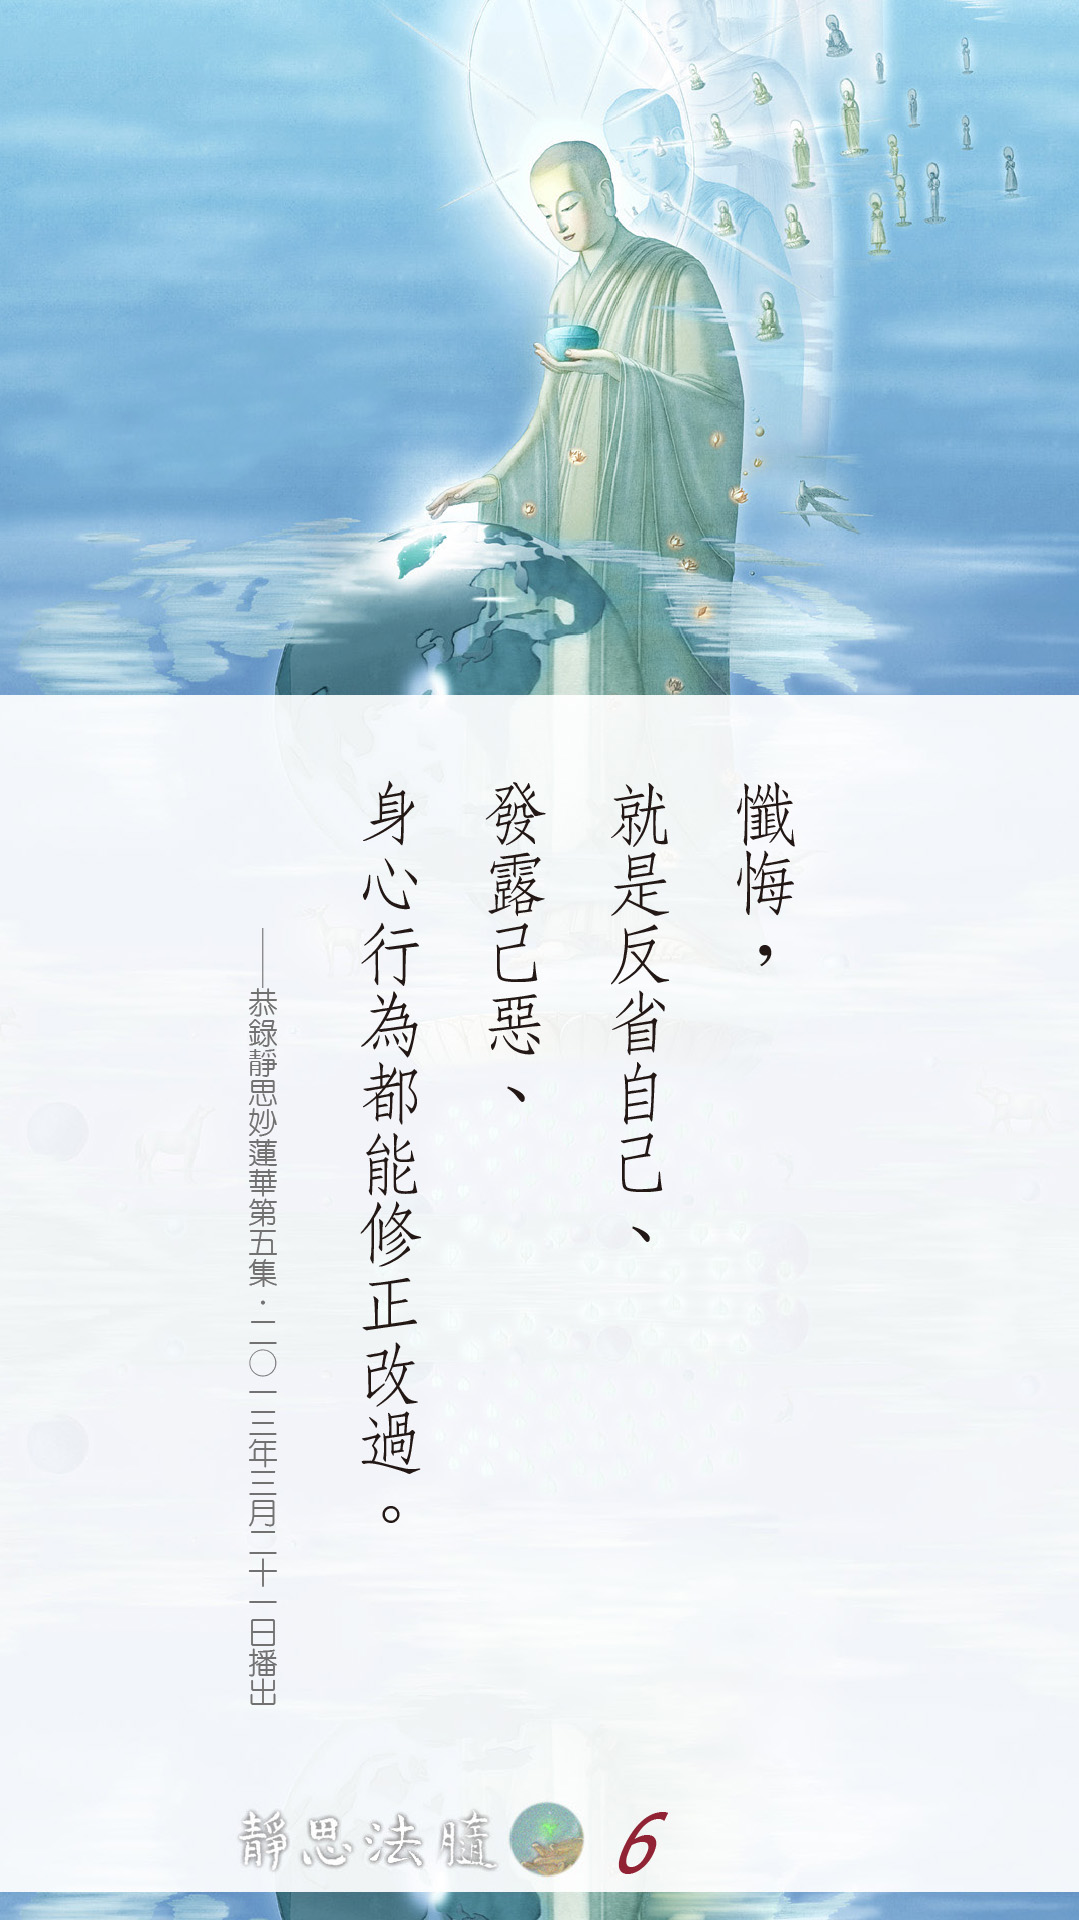 懺悔，
就是反省自己、
發露己惡、
身心行為都能修正改過。
——恭錄靜思妙蓮華第五集．二〇一三年三月二十一日播出
靜思法髓
6